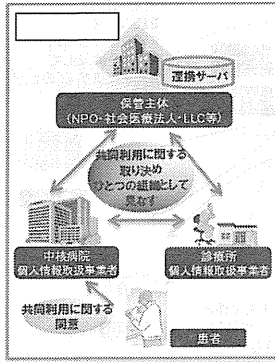 連携サーバ
保管主体
(NPO・社会医療法人・LLC等)
共同利用に関する
取り決め
ひとつの組織として
見なす
中核病院
個人情報取扱事業者
診療所
個人情報取扱事業者
共同利用に関する
同意
患者